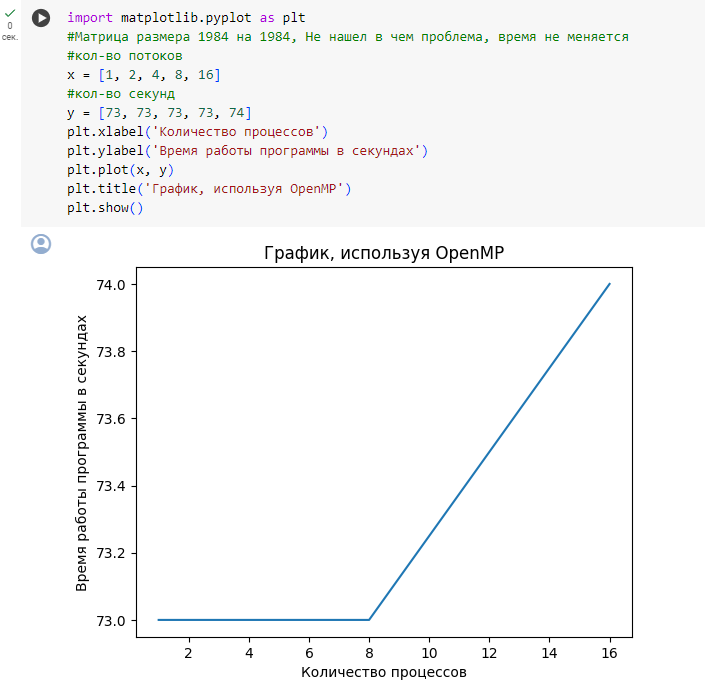 0
сек.
import matplotlib.pyplot as plt
#Матрица размера 1984 на 1984, Не нашел в чем проблема, время не меняется
#кол-во потоков
x = [1, 2, 4, 8, 16]
#кол-во секунд
y = [73, 73, 73, 73, 74]
plt.xlabel('Количество процессов')
plt.ylabel('Время работы программы в секундах')
plt.plot(x, y)
plt.title('График, используя OpenMP')
plt.show()
График, используя OpenMP
Время работы программы в секундах
74.0
73.8
73.6
73.4
73.2
73.0
2 4 6 8 10 12 14 16
Количество процессов